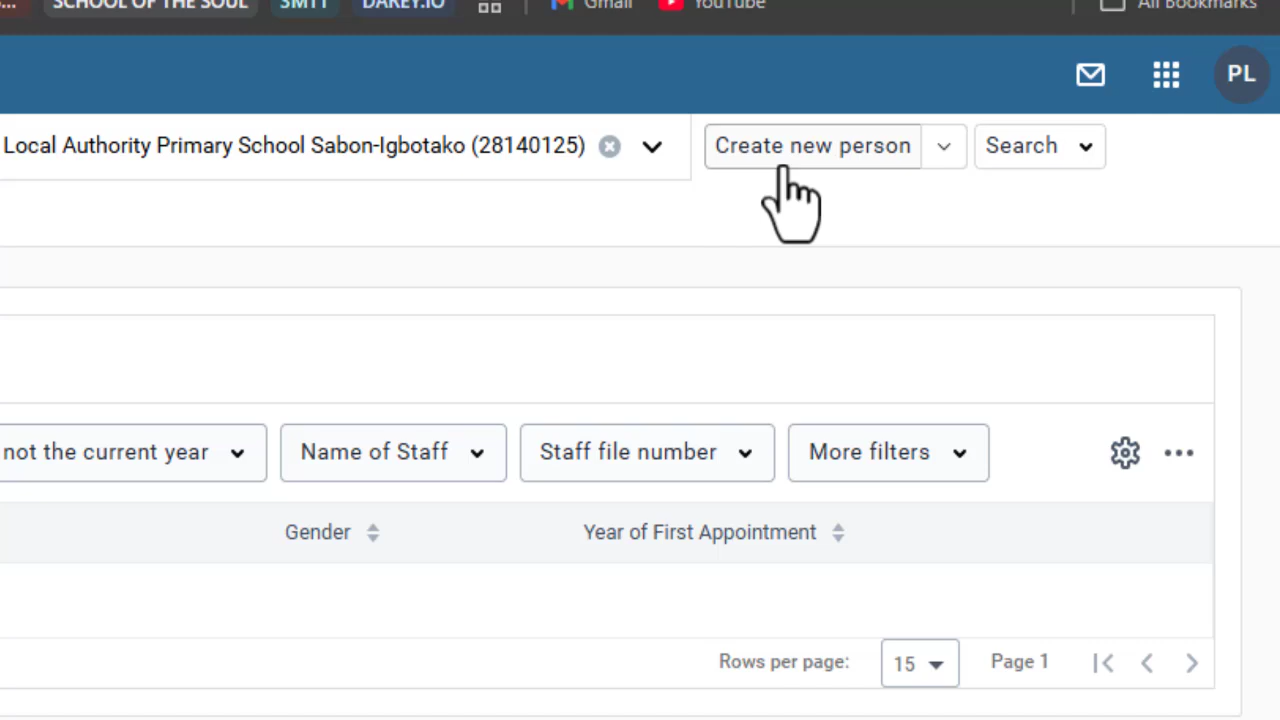 ... SCHOOL OF THE SOUL SMTT DAREY.IO Gmail YouTube All Bookmarks
PL
Local Authority Primary School Sabon-Igbotako (28140125) Create new person Search
not the current year Name of Staff Staff file number More filters
Gender Year of First Appointment
Rows per page: 15 Page 1